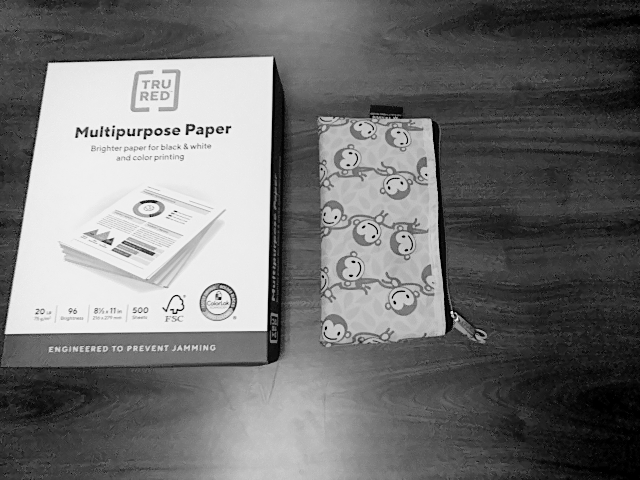 TRU
RED
Multipurpose Paper
Brighter paper for black & white
and color printing
20 LB
75 g/m²
96
Brightness
8½ x 11 in
216 x 279 mm
500
Sheets
FSC
ColorLok
ENGINEERED TO PREVENT JAMMING
Multipurpose Paper